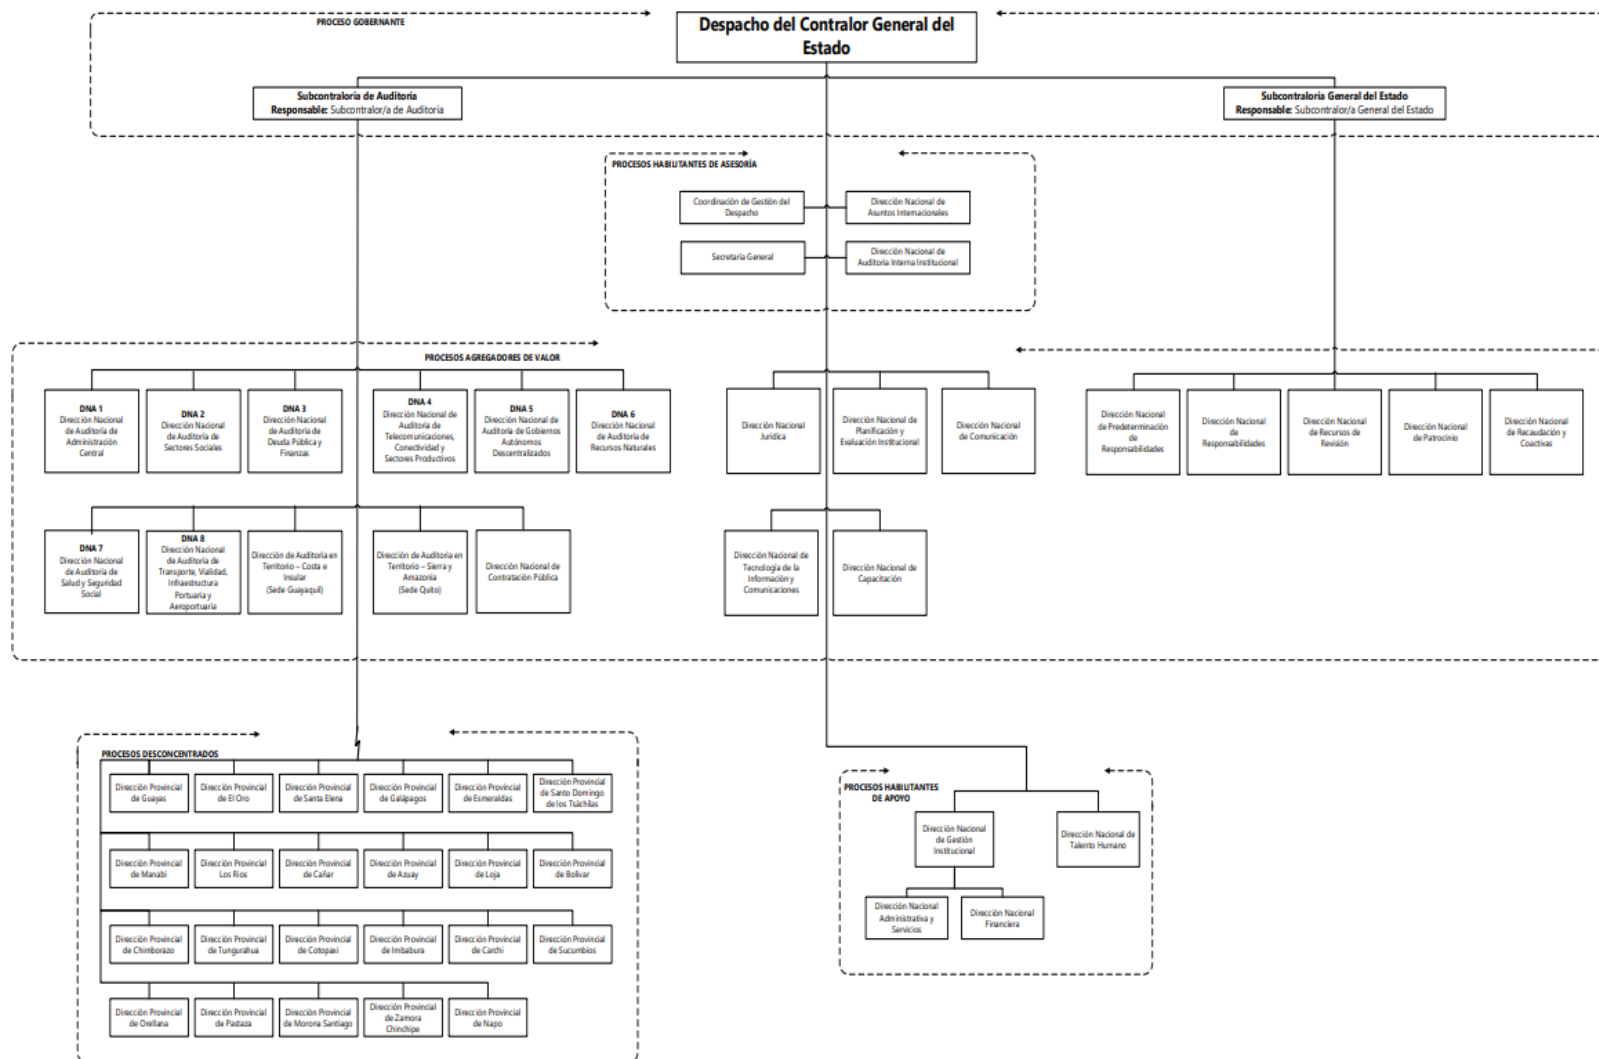 PROCESO GOBERNANTE
Despacho del Contralor General del
Estado
Subcontraloría de Auditoría
Responsable: Subcontralor/a de Auditoría
Subcontraloría General del Estado
Responsable: Subcontralor/a General del Estado
PROCESOS HABILITANTES DE ASESORÍA
Coordinación de Gestión del
Despacho
Dirección Nacional de
Asuntos Internacionales
Secretaría General
Dirección Nacional de
Auditoría Interna Institucional
PROCESOS AGREGADORES DE VALOR
DNA 1
Dirección Nacional
de Auditoría de
Administración
Central
DNA 2
Dirección Nacional
de Auditoría de
Sectores Sociales
DNA 3
Dirección Nacional
de Auditoría de
Deuda Pública y
Finanzas
DNA 4
Dirección Nacional de
Auditoría de
Telecomunicaciones,
Conectividad y
Sectores Productivos
DNA 5
Dirección Nacional de
Auditoría de Gobiernos
Autónomos
Descentralizados
DNA 6
Dirección Nacional
de Auditoría de
Recursos Naturales
Dirección Nacional
Jurídica
Dirección Nacional de
Planificación y
Evaluación Institucional
Dirección Nacional
de Comunicación
Dirección Nacional
de Predeterminación
de
Responsabilidades
Dirección Nacional
de
Responsabilidades
Dirección Nacional
de Recursos de
Revisión
Dirección Nacional
de Patrocinio
Dirección Nacional
de Recaudación y
Coactivas
DNA 7
Dirección Nacional
de Auditoría de
Salud y Seguridad
Social
DNA 8
Dirección Nacional
de Auditoría de
Transporte, Vialidad,
Infraestructura
Portuaria y
Aeroportuaria
Dirección de Auditoría en
Territorio – Costa e
Insular
(Sede Guayaquil)
Dirección de Auditoría en
Territorio – Sierra y
Amazonía
(Sede Quito)
Dirección Nacional de
Contratación Pública
Dirección Nacional de
Tecnología de la
Información y
Comunicaciones
Dirección Nacional de
Capacitación
PROCESOS DESCONCENTRADOS
Dirección Provincial
de Guayas
Dirección Provincial
de El Oro
Dirección Provincial
de Santa Elena
Dirección Provincial
de Galápagos
Dirección Provincial
de Esmeraldas
Dirección Provincial
de Santo Domingo
de los Tsáchilas
Dirección Provincial
de Manabí
Dirección Provincial
Los Ríos
Dirección Provincial
de Cañar
Dirección Provincial
de Azuay
Dirección Provincial
de Loja
Dirección Provincial
de Bolívar
Dirección Provincial
de Chimborazo
Dirección Provincial
de Tungurahua
Dirección Provincial
de Cotopaxi
Dirección Provincial
de Imbabura
Dirección Provincial
de Carchi
Dirección Provincial
de Sucumbíos
Dirección Provincial
de Orellana
Dirección Provincial
de Pastaza
Dirección Provincial
de Morona Santiago
Dirección Provincial
de Zamora
Chinchipe
Dirección Provincial
de Napo
PROCESOS HABILITANTES
DE APOYO
Dirección Nacional
de Gestión
Institucional
Dirección Nacional de
Talento Humano
Dirección Nacional
Administrativa y
Servicios
Dirección Nacional
Financiera